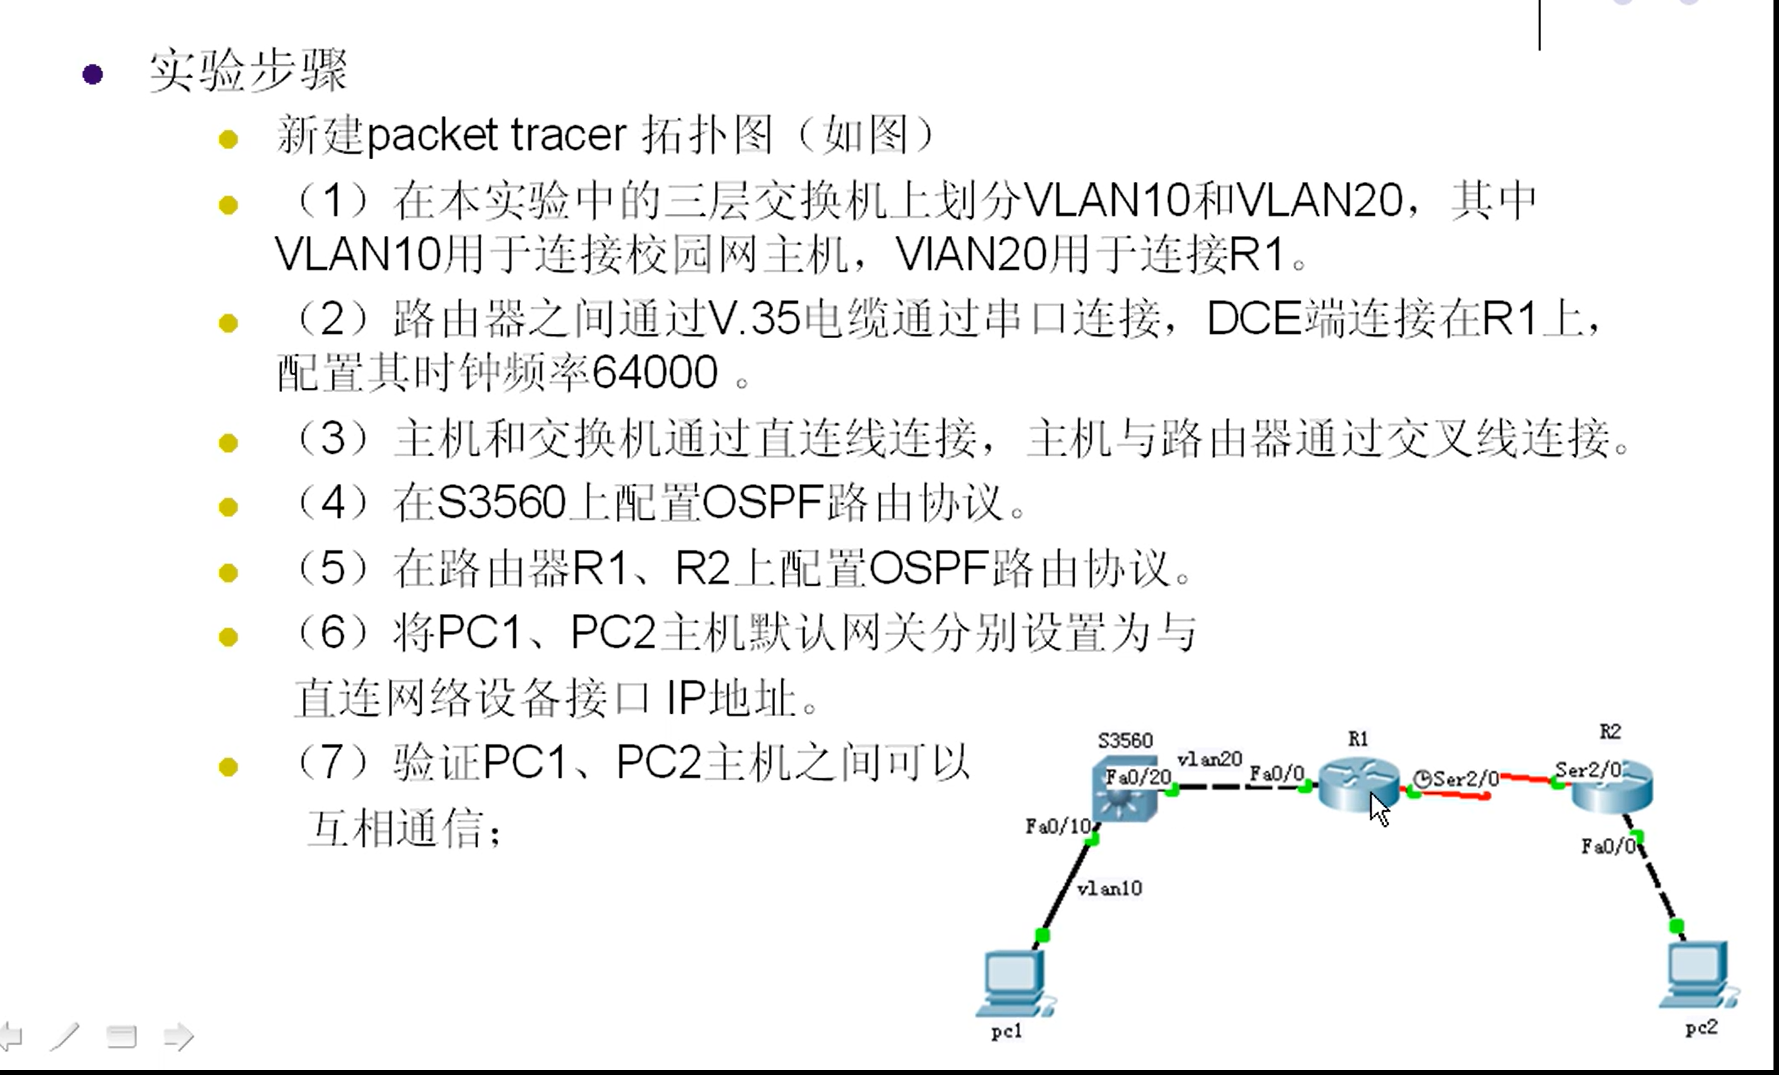 实验步骤
新建packet tracer 拓扑图（如图）
（1）在本实验中的三层交换机上划分VLAN10和VLAN20，其中
VLAN10用于连接校园网主机，VlAN20用于连接R1。
（2）路由器之间通过V.35电缆通过串口连接，DCE端连接在R1上，
配置其时钟频率64000 。
（3）主机和交换机通过直连线连接，主机与路由器通过交叉线连接。
（4）在S3560上配置OSPF路由协议。
（5）在路由器R1、R2上配置OSPF路由协议。
（6）将PC1、PC2主机默认网关分别设置为与
直连网络设备接口 IP地址。
（7）验证PC1、PC2主机之间可以
互相通信；
S3560
R1
R2
Fa0/20
vlan20
Fa0/0
Ser2/0
Ser2/0
Fa0/10
Fa0/0
vlan10
pc1
pc2